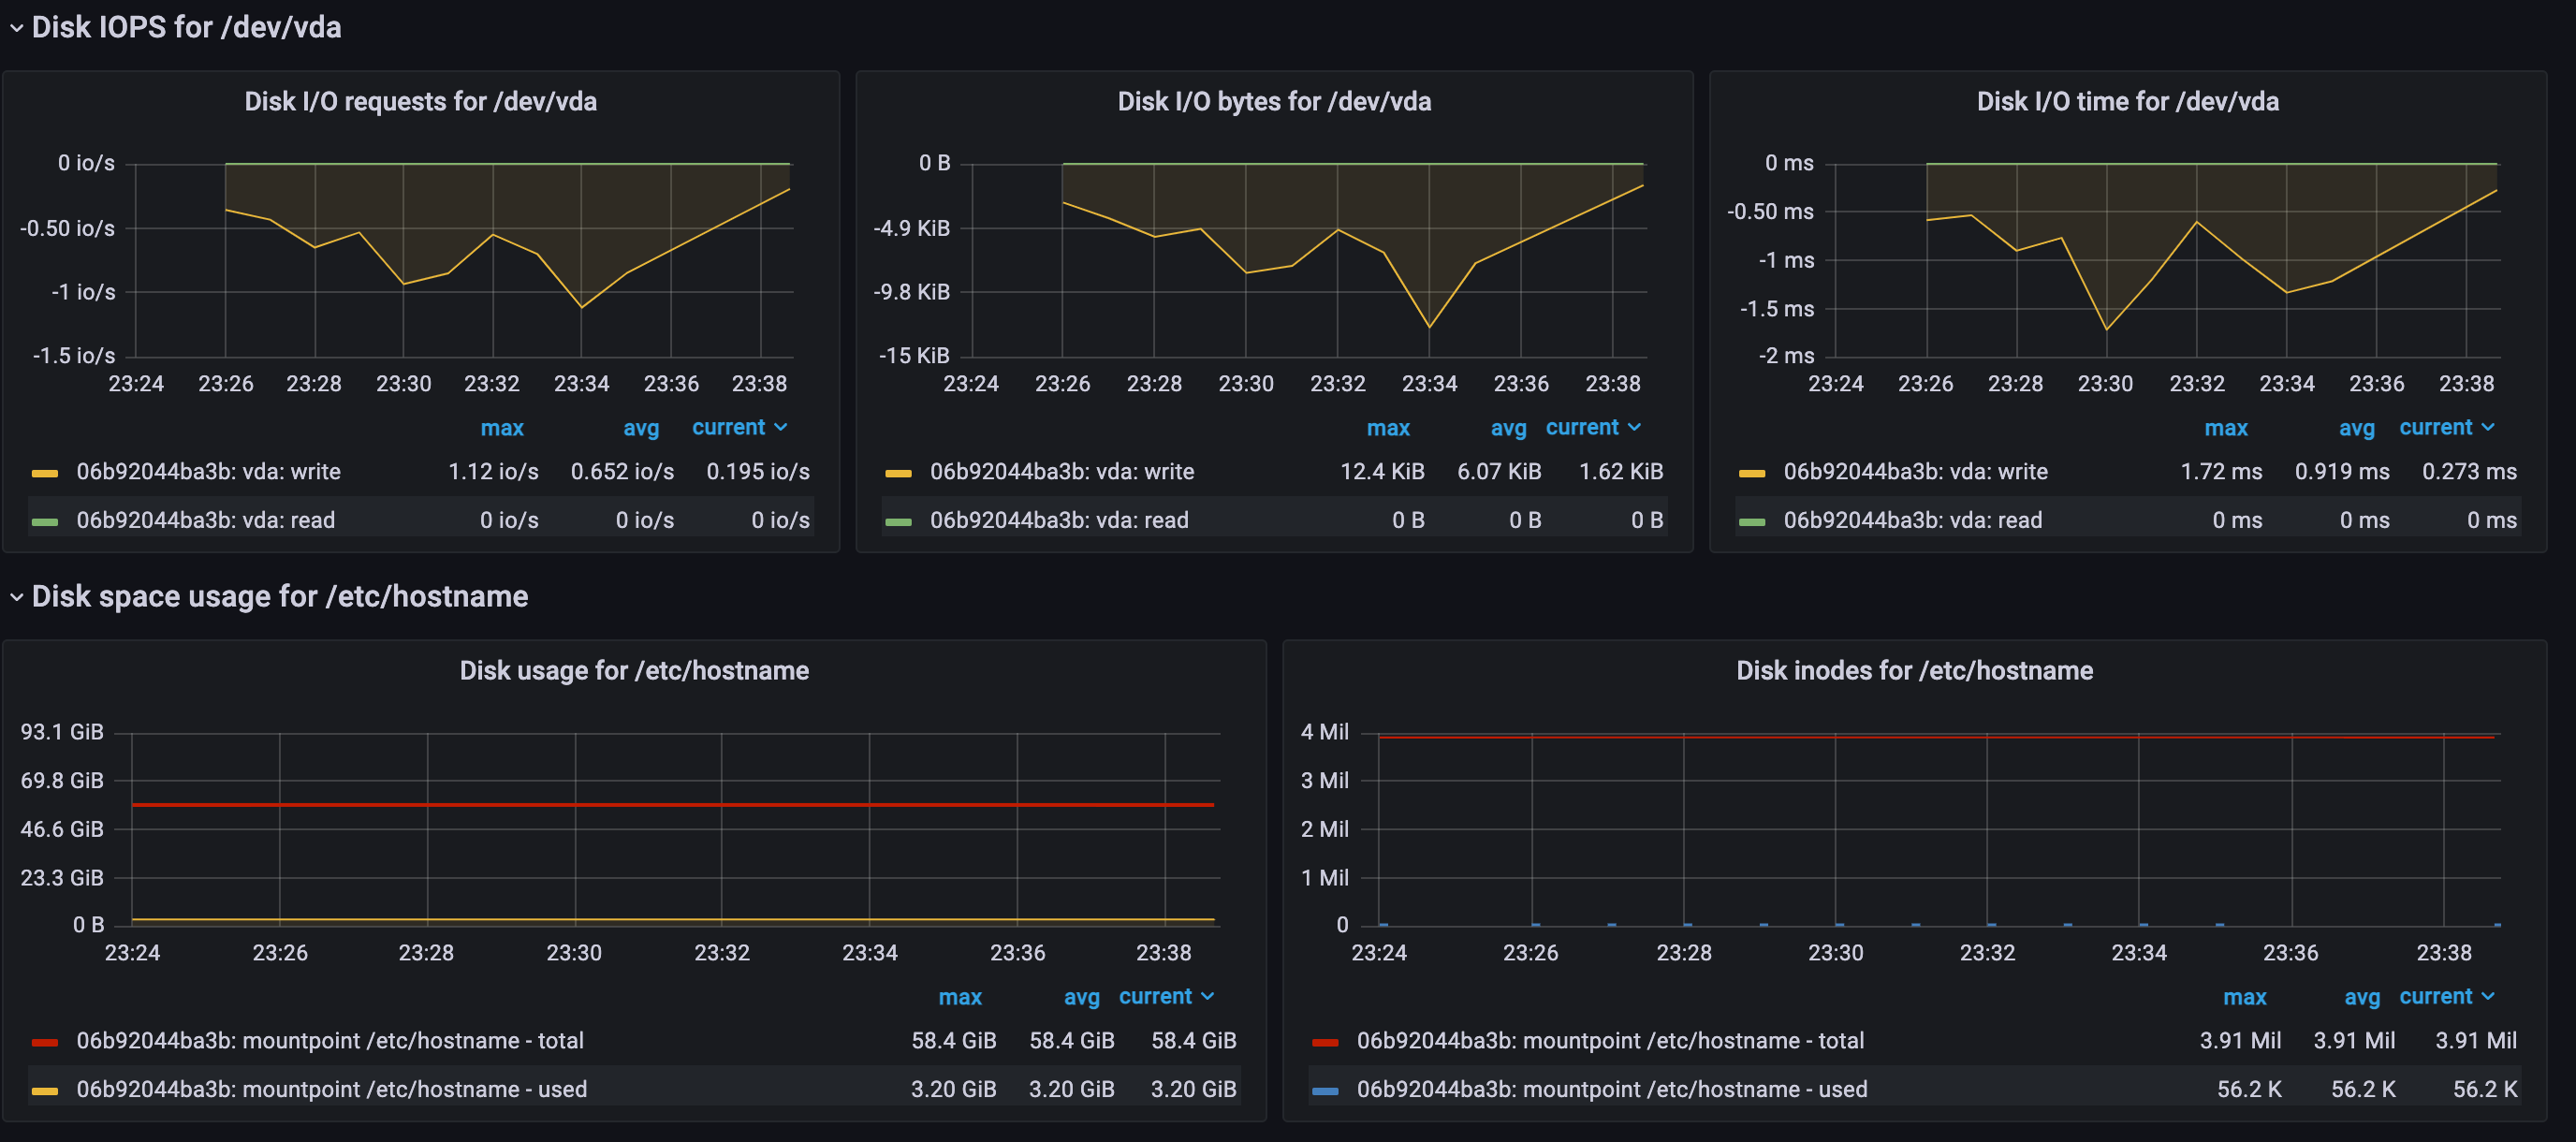 Disk IOPS for /dev/vda
Disk I/O requests for /dev/vda
0 io/s
-0.50 io/s
-1 io/s
-1.5 io/s
23:24 23:26 23:28 23:30 23:32 23:34 23:36 23:38
max avg current
06b92044ba3b: vda: write 1.12 io/s 0.652 io/s 0.195 io/s
06b92044ba3b: vda: read 0 io/s 0 io/s 0 io/s
Disk I/O bytes for /dev/vda
0 B
-4.9 KiB
-9.8 KiB
-15 KiB
23:24 23:26 23:28 23:30 23:32 23:34 23:36 23:38
max avg current
06b92044ba3b: vda: write 12.4 KiB 6.07 KiB 1.62 KiB
06b92044ba3b: vda: read 0 B 0 B 0 B
Disk I/O time for /dev/vda
0 ms
-0.50 ms
-1 ms
-1.5 ms
-2 ms
23:24 23:26 23:28 23:30 23:32 23:34 23:36 23:38
max avg current
06b92044ba3b: vda: write 1.72 ms 0.919 ms 0.273 ms
06b92044ba3b: vda: read 0 ms 0 ms 0 ms
Disk space usage for /etc/hostname
Disk usage for /etc/hostname
93.1 GiB
69.8 GiB
46.6 GiB
23.3 GiB
0 B
23:24 23:26 23:28 23:30 23:32 23:34 23:36 23:38
max avg current
06b92044ba3b: mountpoint /etc/hostname - total 58.4 GiB 58.4 GiB 58.4 GiB
06b92044ba3b: mountpoint /etc/hostname - used 3.20 GiB 3.20 GiB 3.20 GiB
Disk inodes for /etc/hostname
4 Mil
3 Mil
2 Mil
1 Mil
0
23:24 23:26 23:28 23:30 23:32 23:34 23:36 23:38
max avg current
06b92044ba3b: mountpoint /etc/hostname - total 3.91 Mil 3.91 Mil 3.91 Mil
06b92044ba3b: mountpoint /etc/hostname - used 56.2 K 56.2 K 56.2 K